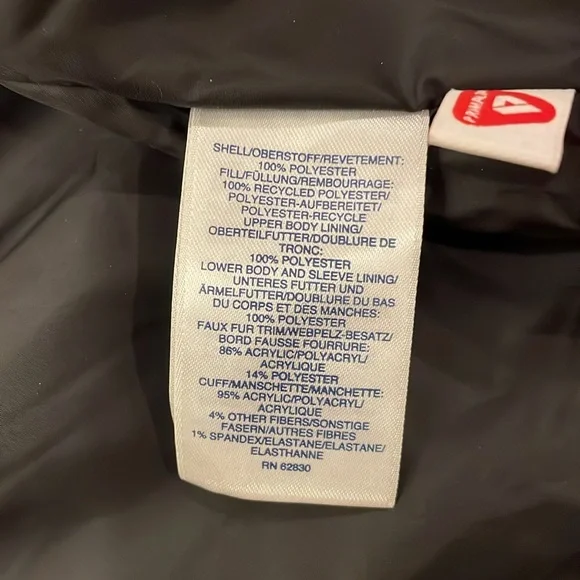 SHELL/OBERSTOFF/REVETEMENT:
100% POLYESTER
FILL/FÜLLUNG/REMBOURRAGE:
100% RECYCLED POLYESTER/
POLYESTER-AUFBEREITET/
POLYESTER-RECYCLE
UPPER BODY LINING/
OBERTEILFUTTER/DOUBLURE DE
TRONC:
100% POLYESTER
LOWER BODY AND SLEEVE LINING/
UNTERES FUTTER UND
ÄRMELFUTTER/DOUBLURE DU BAS
DU CORPS ET DES MANCHES:
100% POLYESTER
FAUX FUR TRIM/WEBPELZ-BESATZ/
BORD FAUSSE FOURRURE:
86% ACRYLIC/POLYACRYL/
ACRYLIQUE
14% POLYESTER
CUFF/MANSCHETTE/MANCHETTE:
95% ACRYLIC/POLYACRYL/
ACRYLIQUE
4% OTHER FIBERS/SONSTIGE
FASERN/AUTRES FIBRES
1% SPANDEX/ELASTANE/ELASTANE/
ELASTHANNE
RN 62830